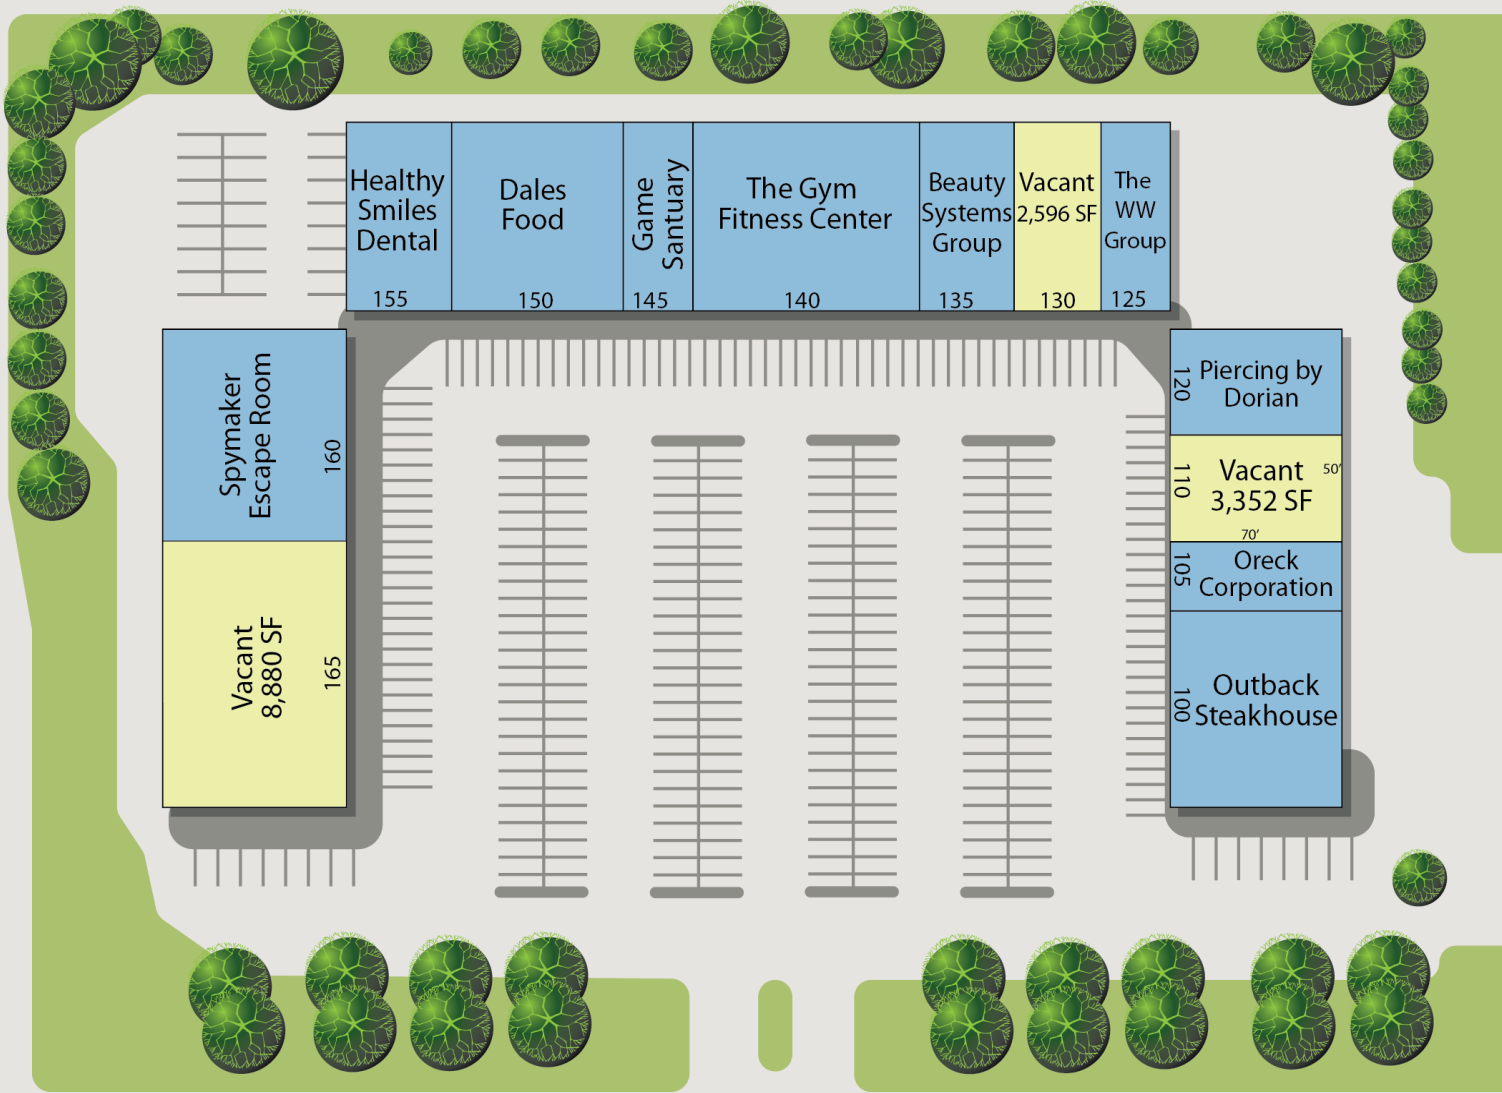 Healthy
Smiles
Dental
155
Dales
Food
150
Game
Santuary
145
The Gym
Fitness Center
140
Beauty
Systems
Group
135
Vacant
2,596 SF
130
The
WW
Group
125
Spymaker
Escape Room
160
Vacant
8,880 SF
165
Piercing by
Dorian
120
Vacant
3,352 SF
50'
70'
110
Oreck
Corporation
105
Outback
Steakhouse
100